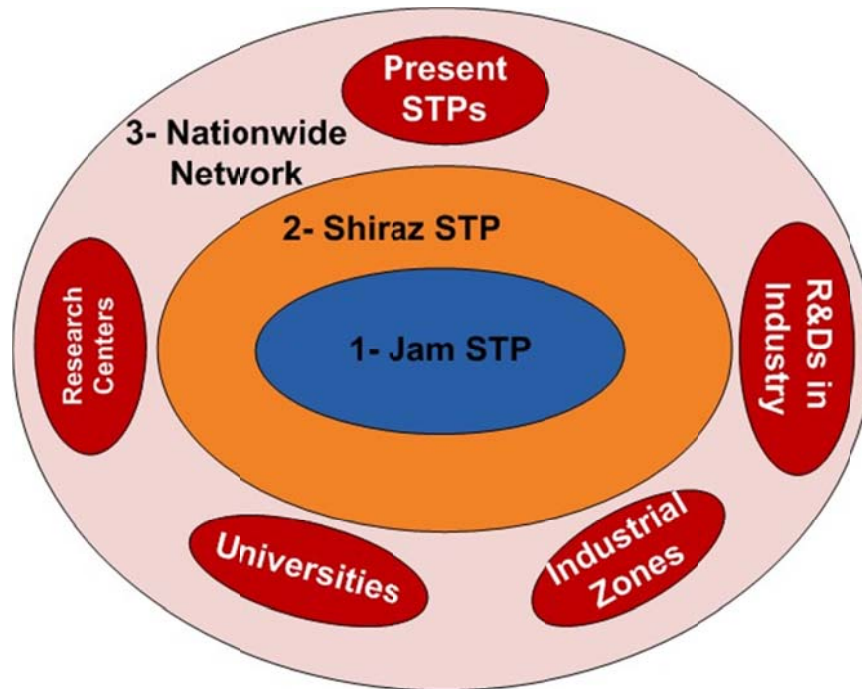 Present
STPs
3- Nationwide
Network
2- Shiraz STP
1- Jam STP
Research
Centers
R&Ds in
Industry
Universities
Industrial
Zones